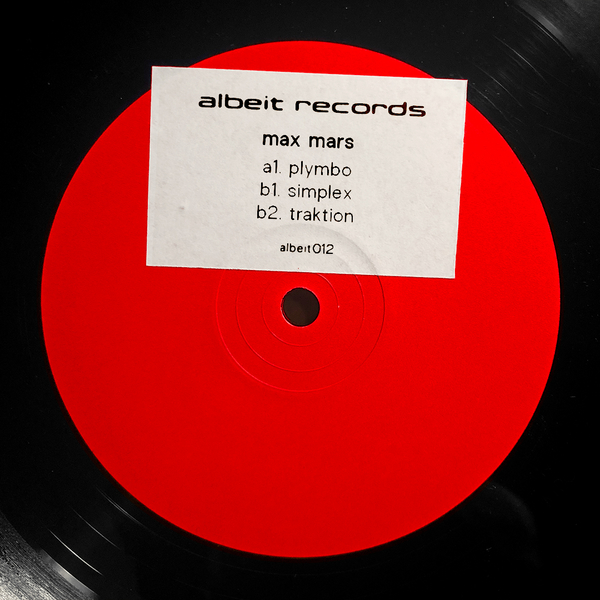 albeit records
max mars
a1. plymbo
b1. simplex
b2. traktion
albeit012